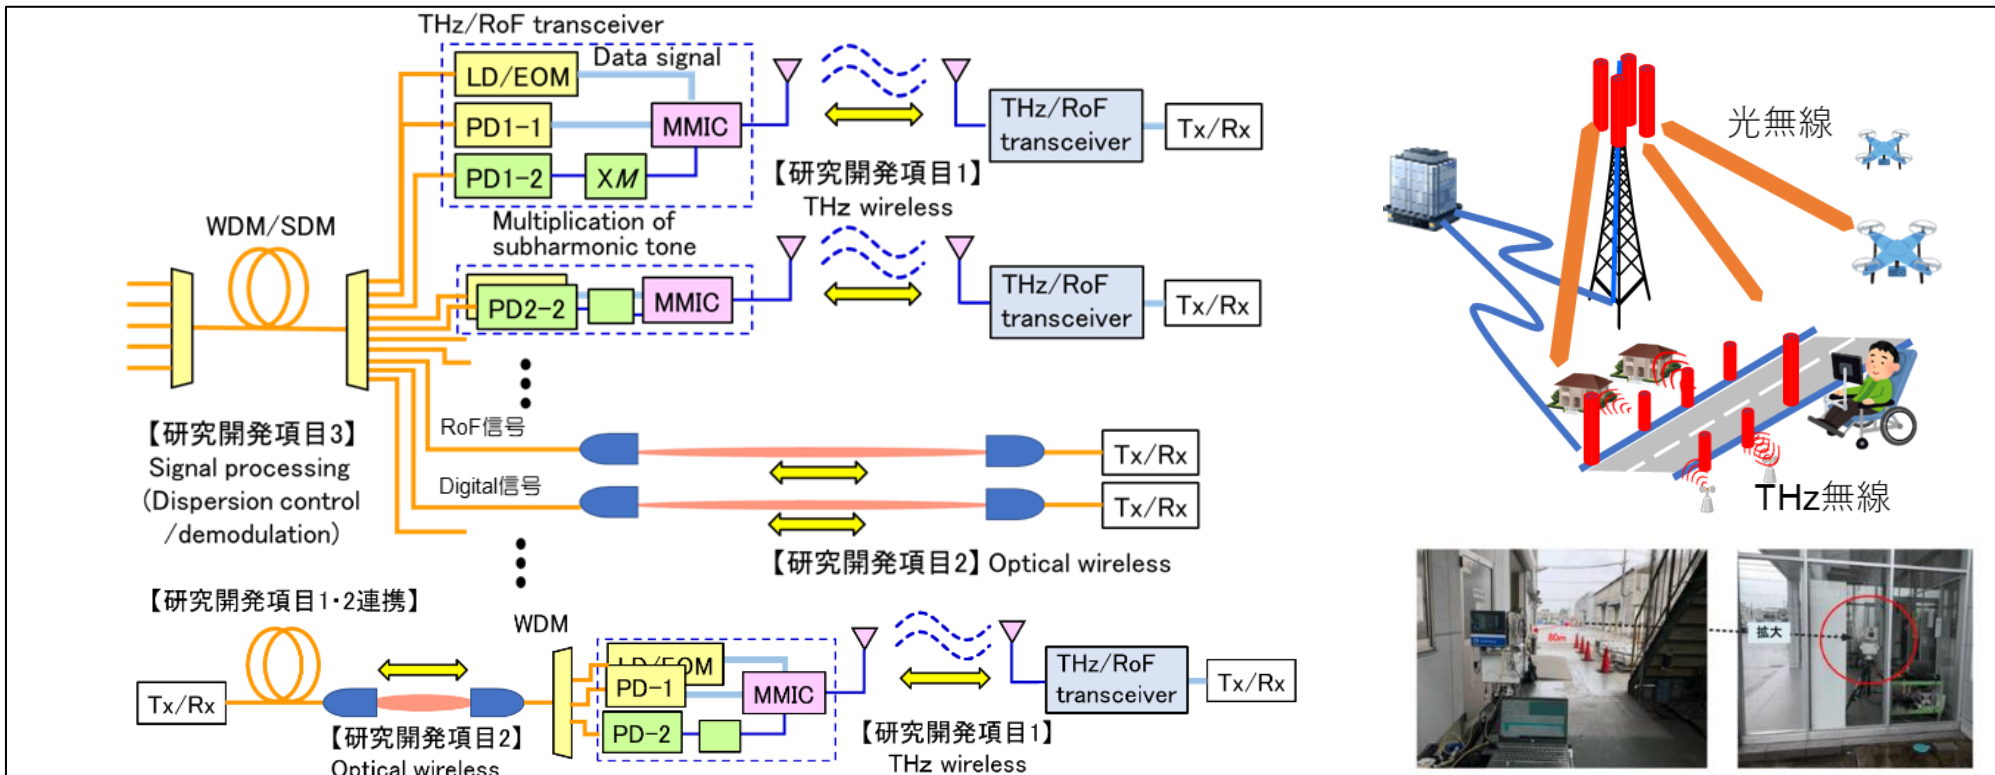 THz/RoF transceiver
Data signal
LD/EOM
PD1-1
MMIC
PD1-2
XM
Multiplication of
subharmonic tone
THz/RoF
transceiver
Tx/Rx
【研究開発項目1】
THz wireless
WDM/SDM
PD2-2
MMIC
THz/RoF
transceiver
Tx/Rx
【研究開発項目3】
Signal processing
(Dispersion control
/demodulation)
RoF信号
Tx/Rx
Digital信号
Tx/Rx
【研究開発項目2】 Optical wireless
【研究開発項目1・2連携】
Tx/Rx
【研究開発項目2】
Optical wireless
WDM
LD/EOM
PD-1
MMIC
PD-2
THz/RoF
transceiver
Tx/Rx
【研究開発項目1】
THz wireless
光無線
THz無線
80m
拡大